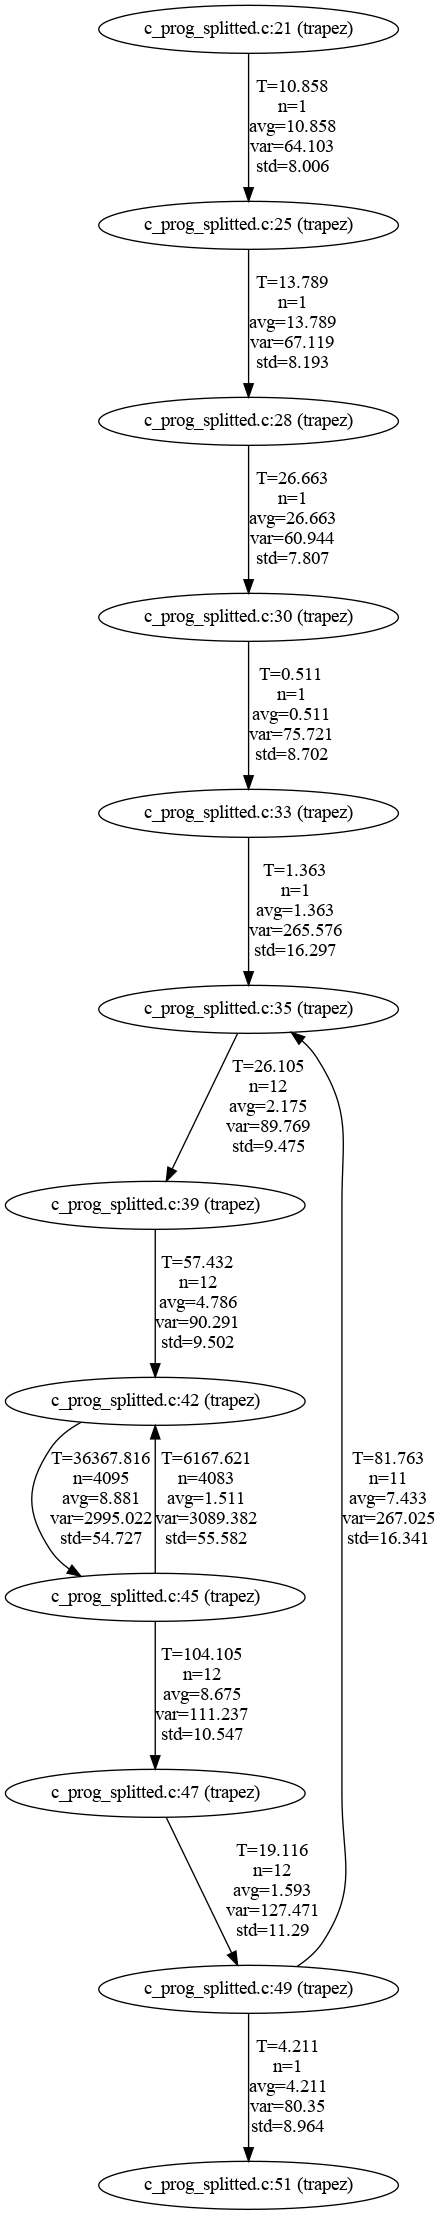 c_prog_splitted.c:21 (trapez)
T=10.858
n=1
avg=10.858
var=64.103
std=8.006
c_prog_splitted.c:25 (trapez)
T=13.789
n=1
avg=13.789
var=67.119
std=8.193
c_prog_splitted.c:28 (trapez)
T=26.663
n=1
avg=26.663
var=60.944
std=7.807
c_prog_splitted.c:30 (trapez)
T=0.511
n=1
avg=0.511
var=75.721
std=8.702
c_prog_splitted.c:33 (trapez)
T=1.363
n=1
avg=1.363
var=265.576
std=16.297
c_prog_splitted.c:35 (trapez)
T=26.105
n=12
avg=2.175
var=89.769
std=9.475
c_prog_splitted.c:39 (trapez)
T=57.432
n=12
avg=4.786
var=90.291
std=9.502
c_prog_splitted.c:42 (trapez)
T=36367.816
n=4095
avg=8.881
var=2995.022
std=54.727
T=6167.621
n=4083
avg=1.511
var=3089.382
std=55.582
T=81.763
n=11
avg=7.433
var=267.025
std=16.341
c_prog_splitted.c:45 (trapez)
T=104.105
n=12
avg=8.675
var=111.237
std=10.547
c_prog_splitted.c:47 (trapez)
T=19.116
n=12
avg=1.593
var=127.471
std=11.29
c_prog_splitted.c:49 (trapez)
T=4.211
n=1
avg=4.211
var=80.35
std=8.964
c_prog_splitted.c:51 (trapez)